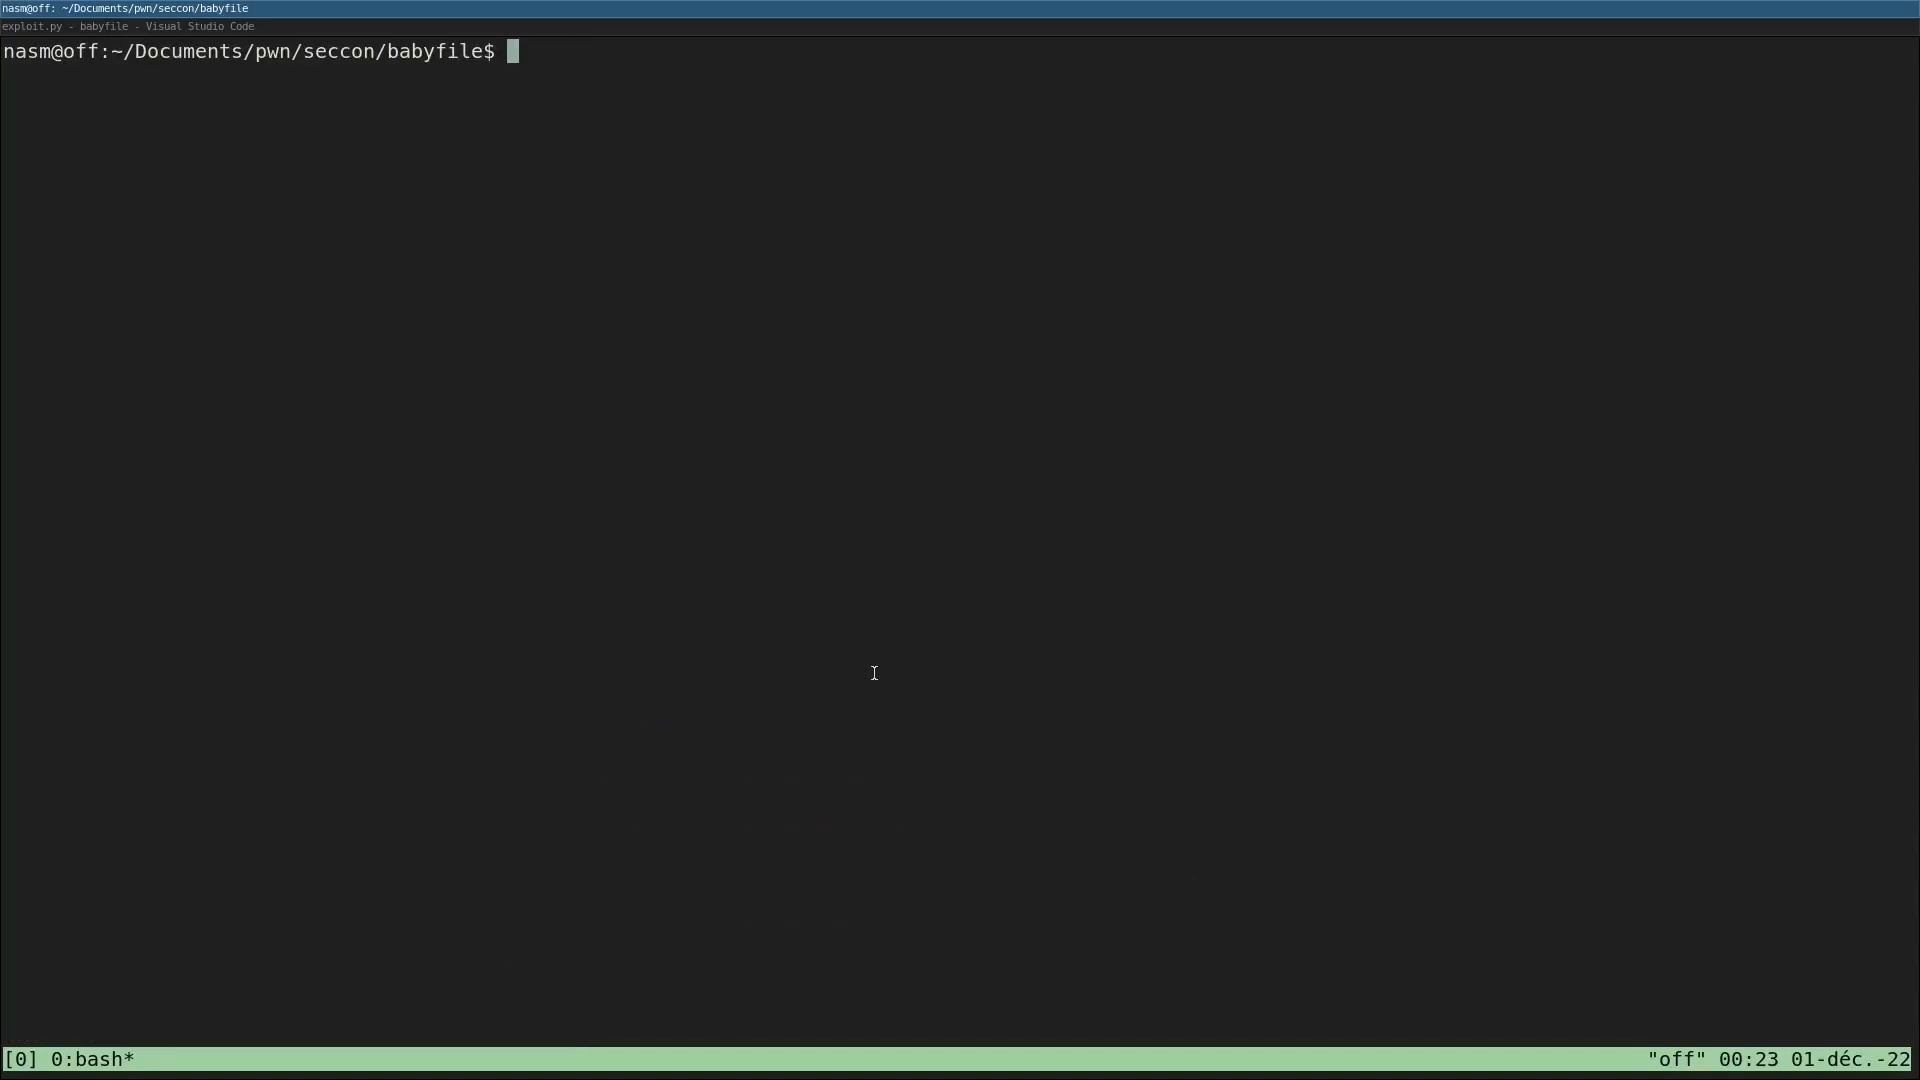 nasm@off: ~/Documents/pwn/seccon/babyfile
exploit.py - babyfile - Visual Studio Code
nasm@off:~/Documents/pwn/seccon/babyfile$
[0] 0:bash* "off" 00:23 01-déc.-22